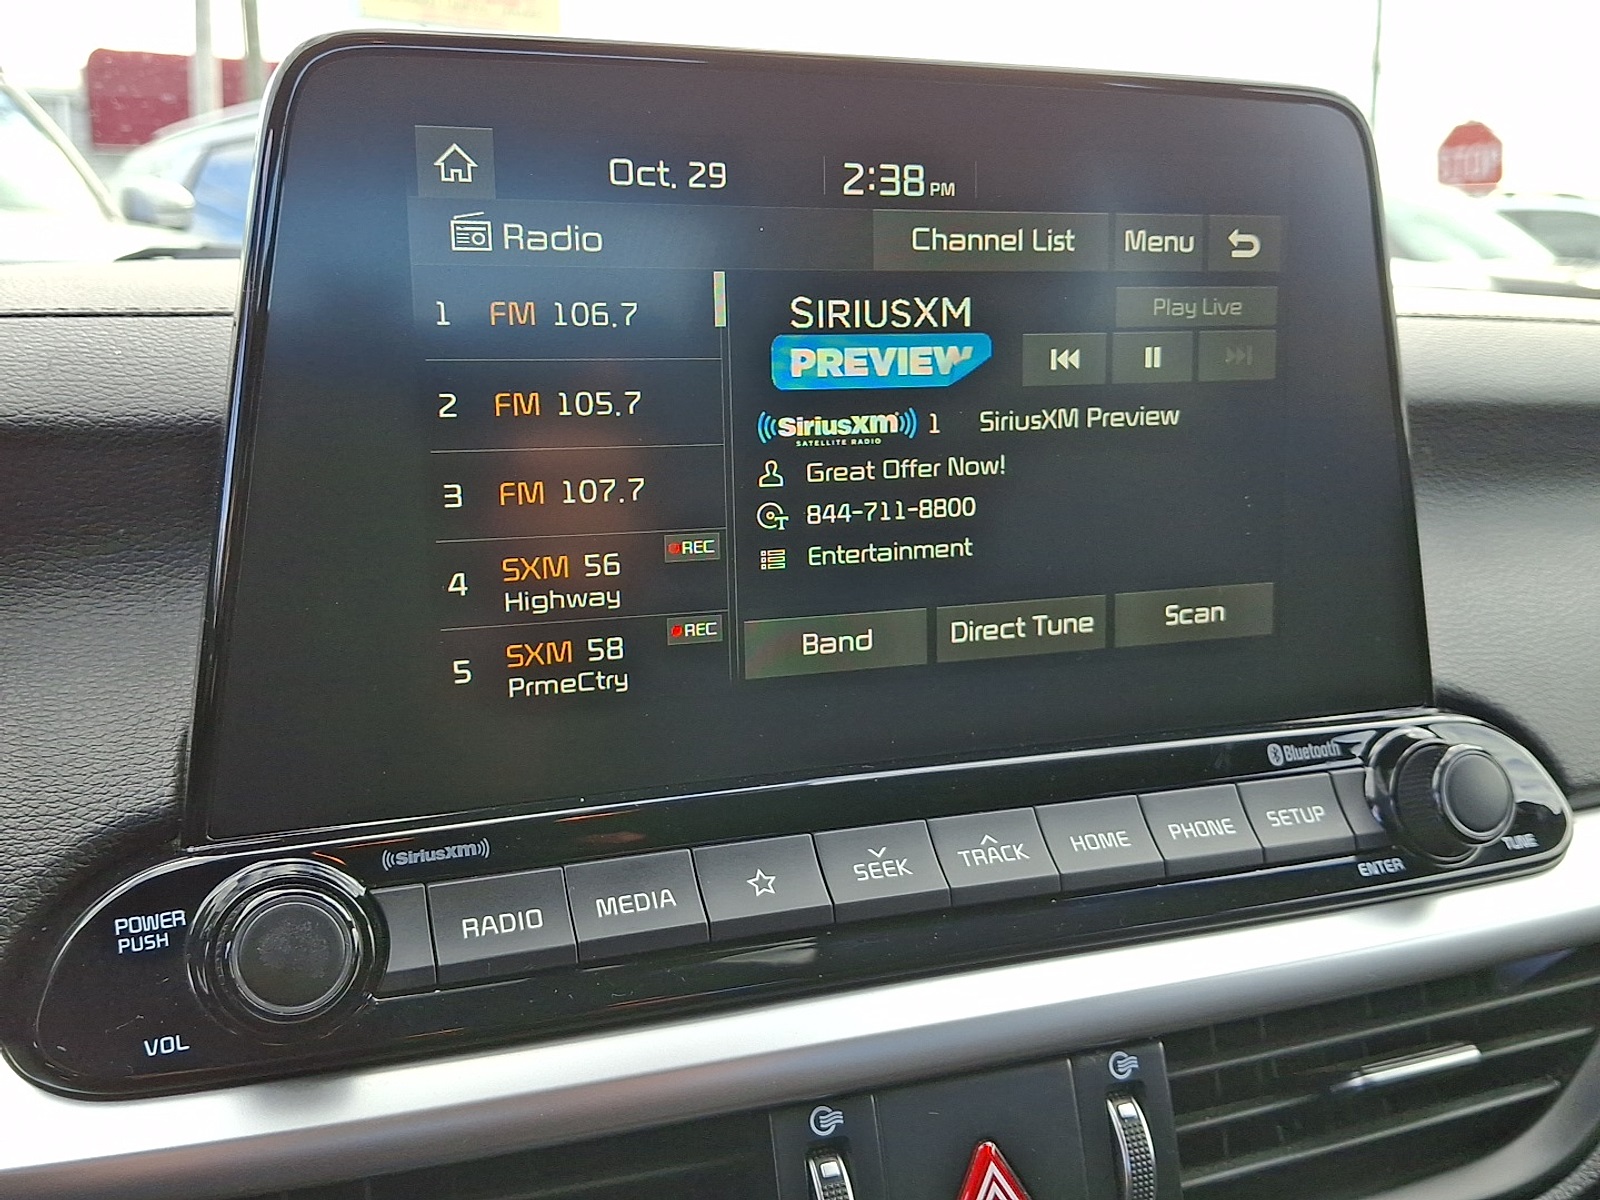 Oct. 29
2:38 PM
Radio
Channel List
Menu
1 FM 106.7
2 FM 105.7
3 FM 107.7
4 SXM 56
REC
Highway
5 SXM 58
REC
PrmeCtry
SIRIUSXM
PREVIEW
Play Live
SiriusXM
SATELLITE RADIO
1 SiriusXM Preview
Great Offer Now!
844-711-8800
Entertainment
Band
Direct Tune
Scan
Bluetooth
SiriusXM
POWER
PUSH
VOL
RADIO
MEDIA
SEEK
TRACK
HOME
PHONE
SETUP
ENTER
TUNE
STOP